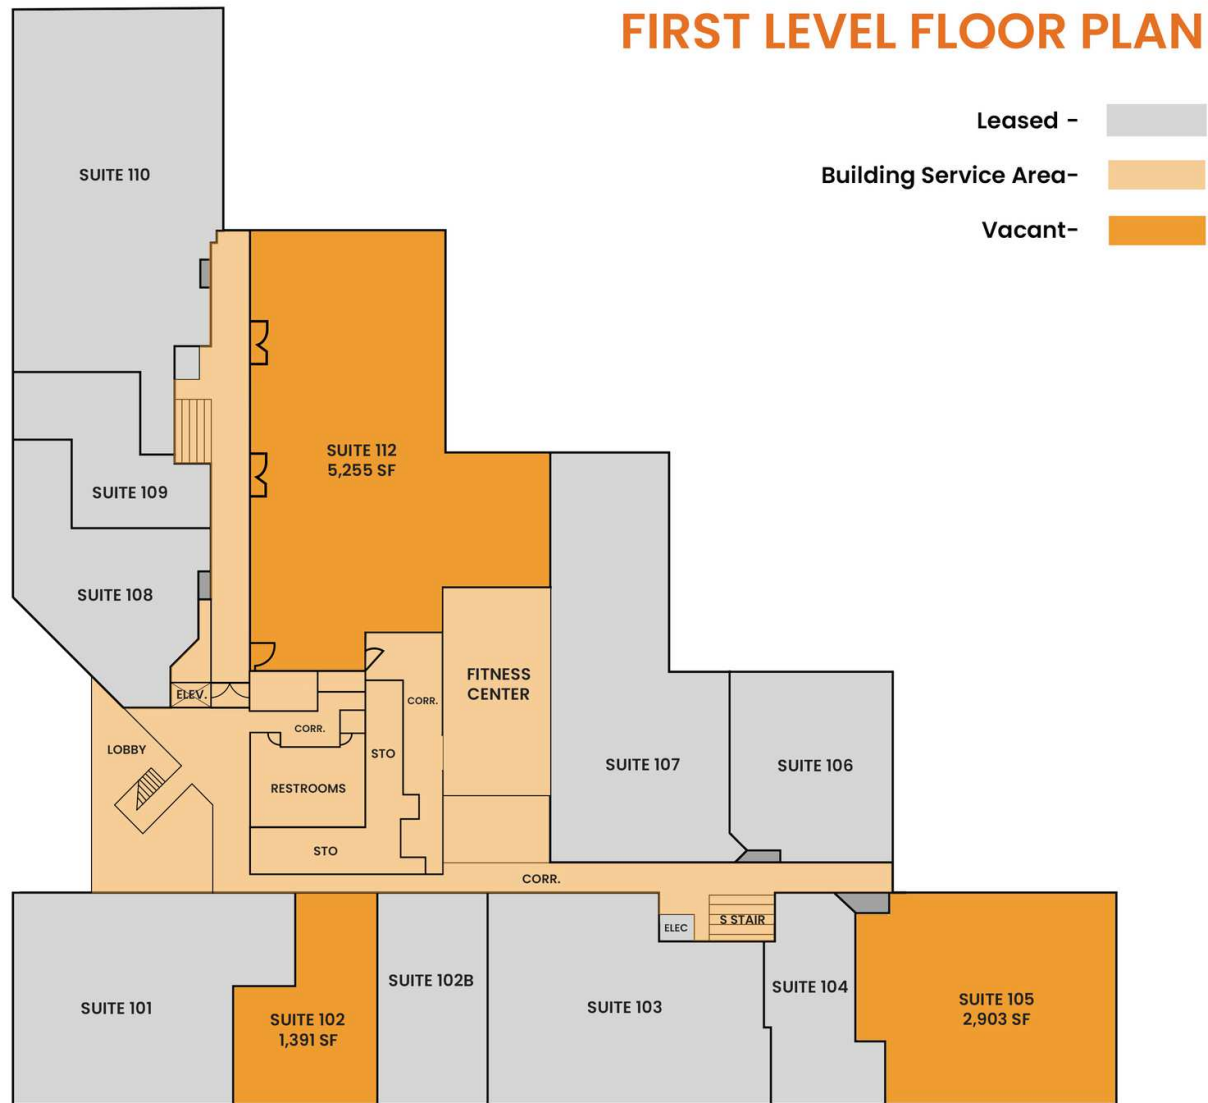 FIRST LEVEL FLOOR PLAN
Leased -
Building Service Area-
Vacant-
SUITE 110
SUITE 112
5,255 SF
SUITE 109
SUITE 108
ELEV.
FITNESS
CENTER
CORR.
CORR.
LOBBY
STO
SUITE 107
SUITE 106
RESTROOMS
STO
CORR.
S STAIR
ELEC
SUITE 101
SUITE 102
1,391 SF
SUITE 102B
SUITE 103
SUITE 104
SUITE 105
2,903 SF